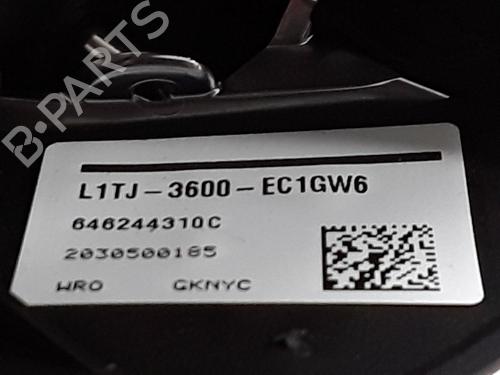 B-PARTS
L1TJ-3600-EC1GW6
646244310C
2030500185
WRO GKNYC